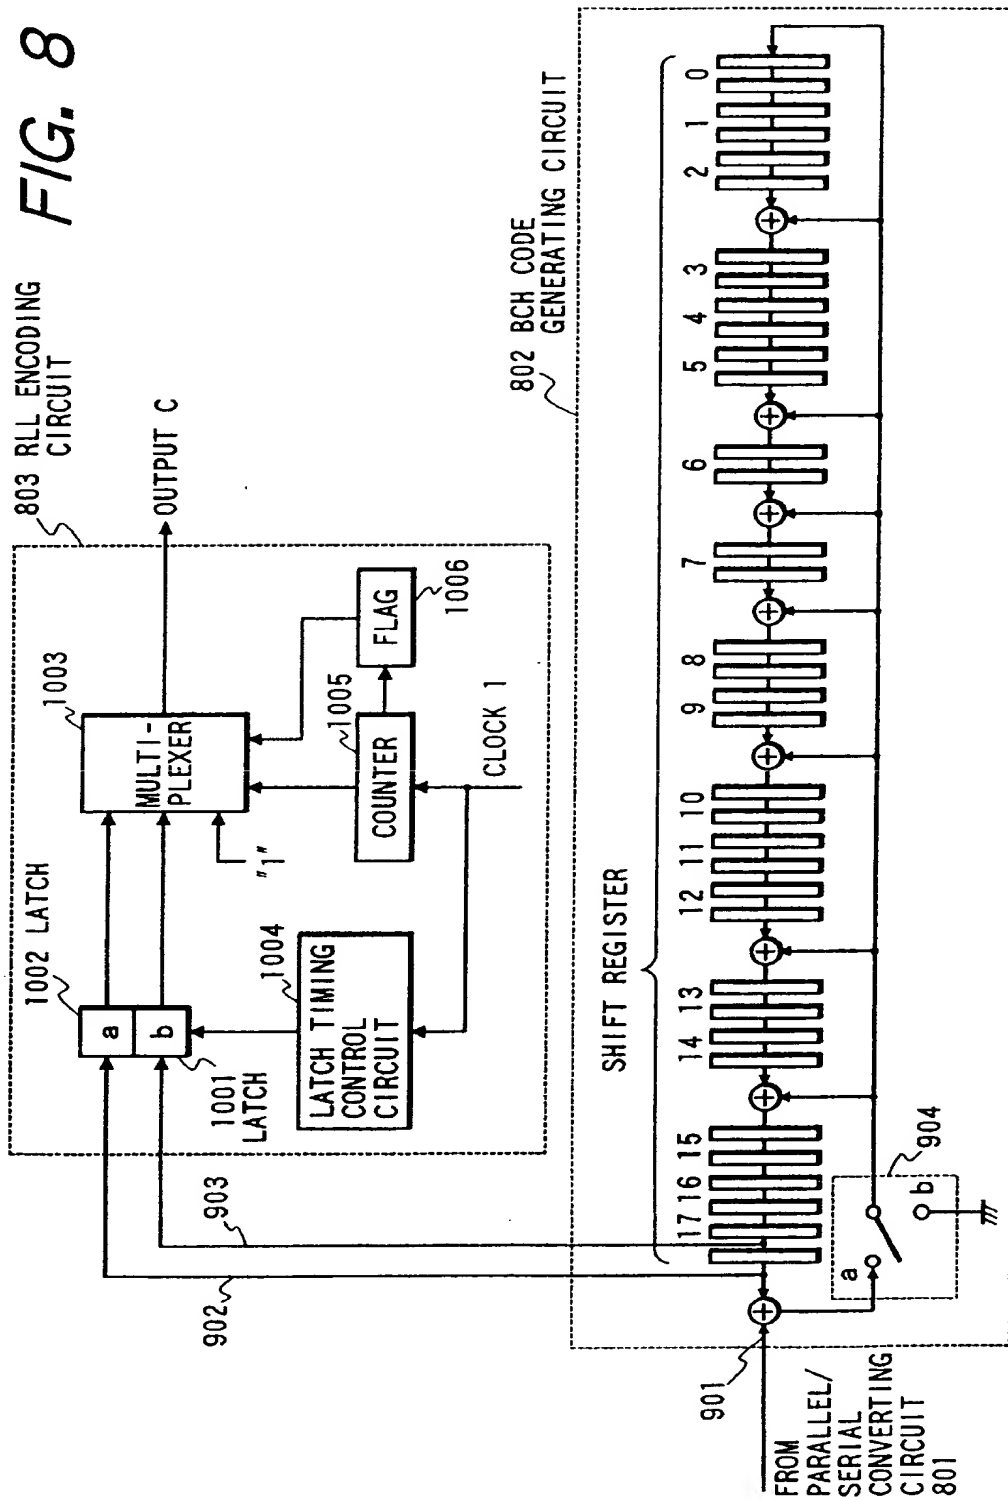 FIG. 8
803 RLL ENCODING
CIRCUIT
OUTPUT C
1003
MULTI-
PLEXER
1006
FLAG
1005
COUNTER
CLOCK 1
"1"
1002 LATCH
a
b
1001
LATCH
1004
LATCH TIMING
CONTROL
CIRCUIT
903
902
802 BCH CODE
GENERATING CIRCUIT
SHIFT REGISTER
17 16 15 14 13 12 11 10 9 8 7 6 5 4 3 2 1 0
904
a
b
901
FROM
PARALLEL/
SERIAL
CONVERTING
CIRCUIT
801